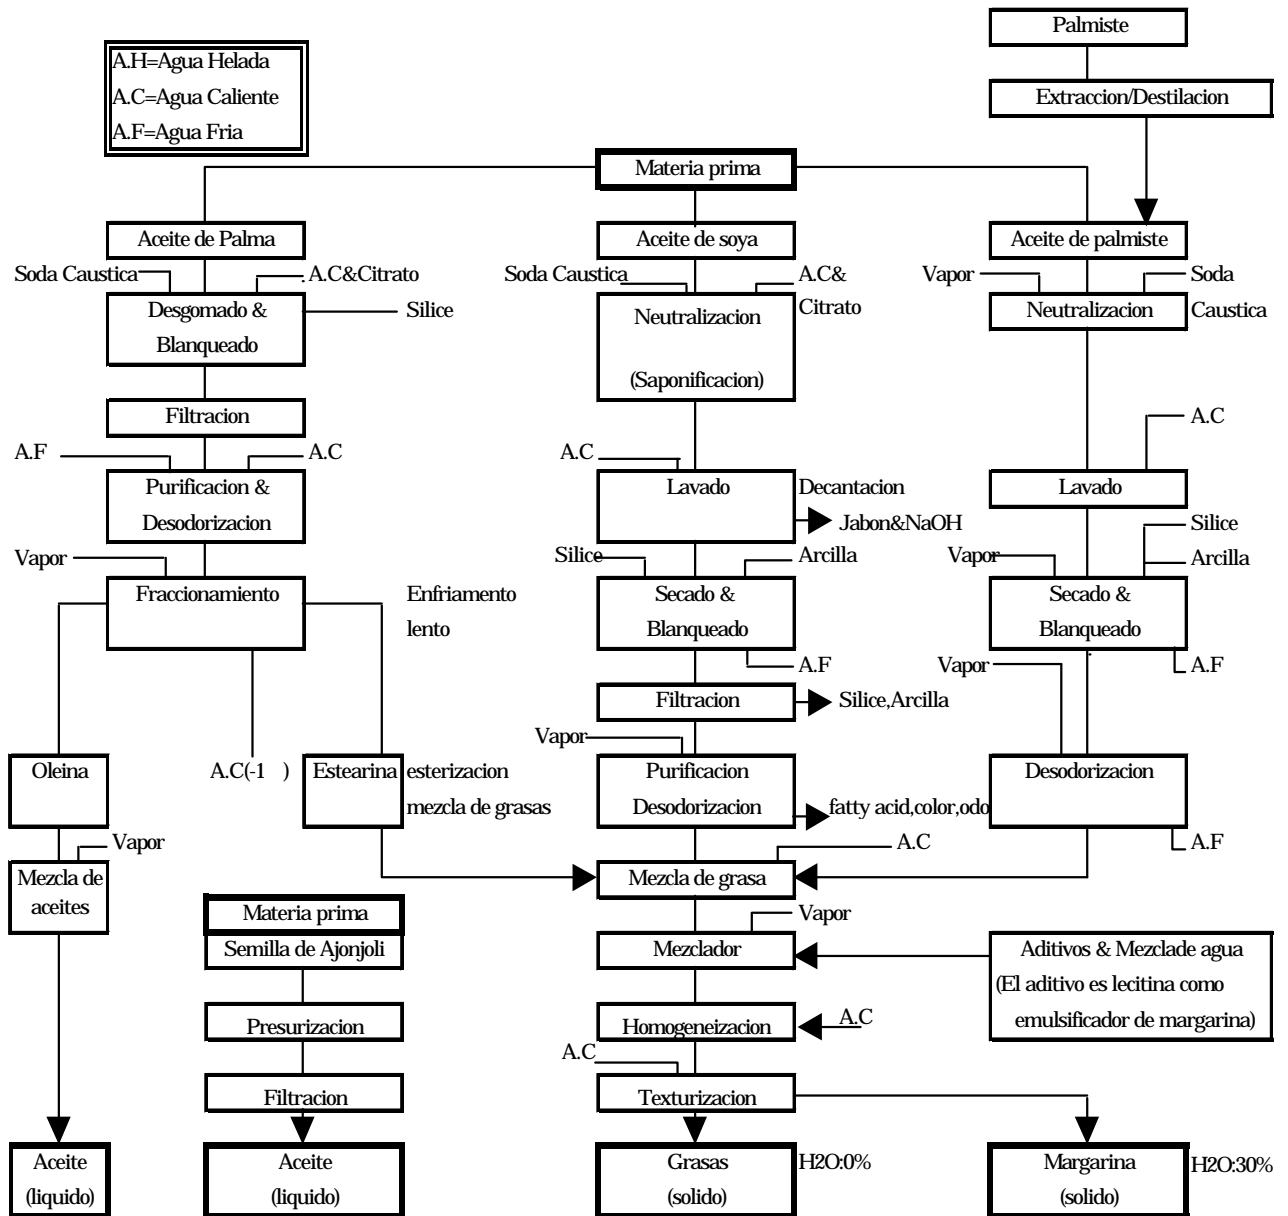 Palmiste
A.H=Agua Helada
A.C=Agua Caliente
A.F=Agua Fria
Extraccion/Destilacion
Materia prima
Aceite de Palma
Aceite de soya
Aceite de palmiste
Soda Caustica
A.C&Citrato
Soda Caustica
A.C&
Citrato
Vapor
Soda
Caustica
Desgomado &
Blanqueado
Silice
Neutralizacion
(Saponificacion)
Neutralizacion
Filtracion
A.F
A.C
A.C
A.C
Purificacion &
Desodorizacion
Lavado
Decantacion
Jabon&NaOH
Lavado
Vapor
Silice
Arcilla
Vapor
Silice
Arcilla
Fraccionamiento
Enfriamento
lento
Secado &
Blanqueado
Secado &
Blanqueado
A.F
Vapor
A.F
Filtracion
Silice,Arcilla
Vapor
Oleina
A.C(-1 )
Estearina
esterizacion
mezcla de grasas
Purificacion
Desodorizacion
fatty acid,color,odo
Desodorizacion
Vapor
A.C
A.F
Mezcla de
aceites
Mezcla de grasa
Materia prima
Semilla de Ajonjoli
Vapor
Mezclador
Aditivos & Mezclade agua
(El aditivo es lecitina como
emulsificador de margarina)
Presurizacion
Homogeneizacion
A.C
A.C
Filtracion
Texturizacion
Aceite
(liquido)
Aceite
(liquido)
Grasas
(solido)
H2O:0%
Margarina
(solido)
H2O:30%